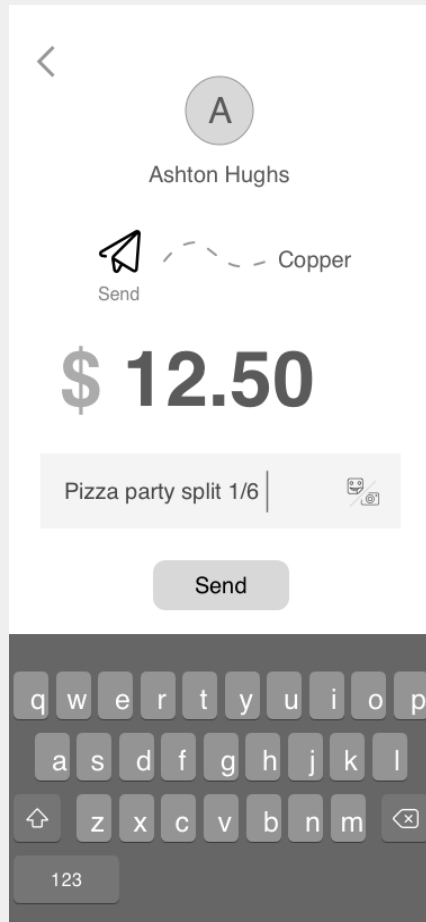 A
Ashton Hughs
Copper
Send
$ 12.50
Pizza party split 1/6
Send
q w e r t y u i o p
a s d f g h j k l
z x c v b n m
123